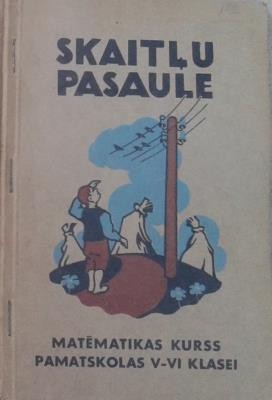 SKAITĻU
PASAULE
MATĒMATIKAS KURSS
PAMATSKOLAS V-VI KLASEI